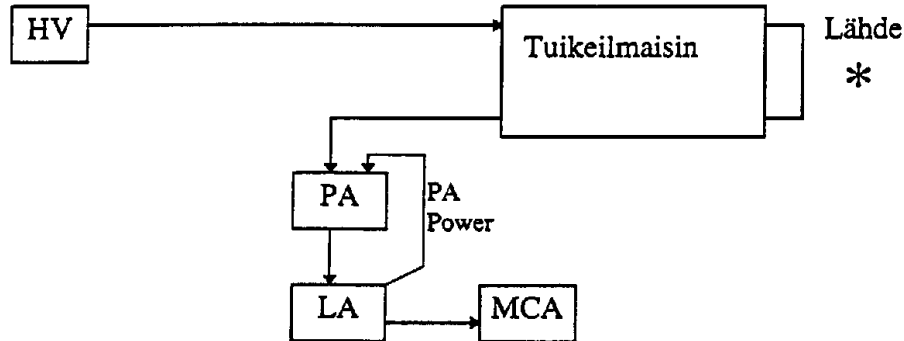 HV
Tuikeilmaisin
Lähde
*
PA
PA
Power
LA
MCA